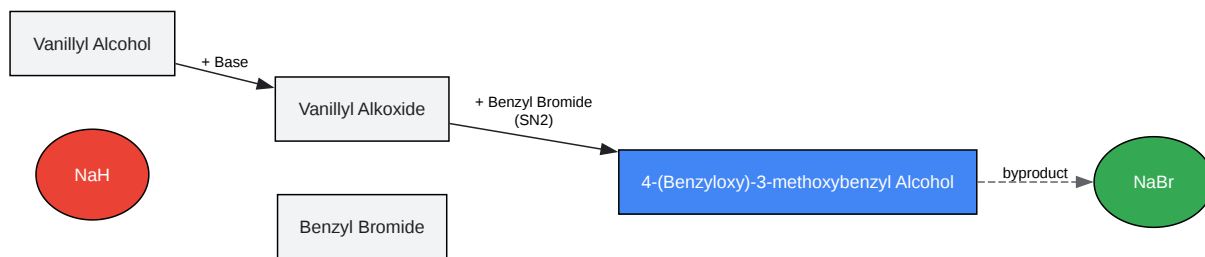 Vanillyl Alcohol
+ Base
Vanillyl Alkoxide
+ Benzyl Bromide
(SN2)
NaH
4-(Benzyloxy)-3-methoxybenzyl Alcohol
byproduct
NaBr
Benzyl Bromide